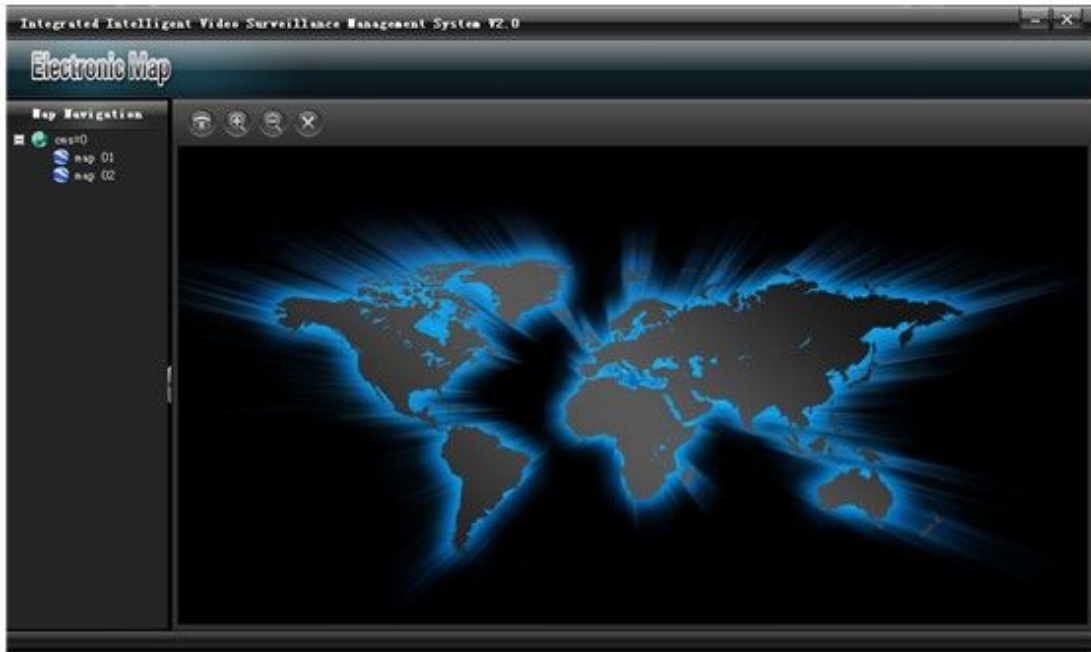 Integrated Intelligent Video Surveillance Management System V2.0
Electronic Map
Map Navigation
cms=0
map 01
map 02